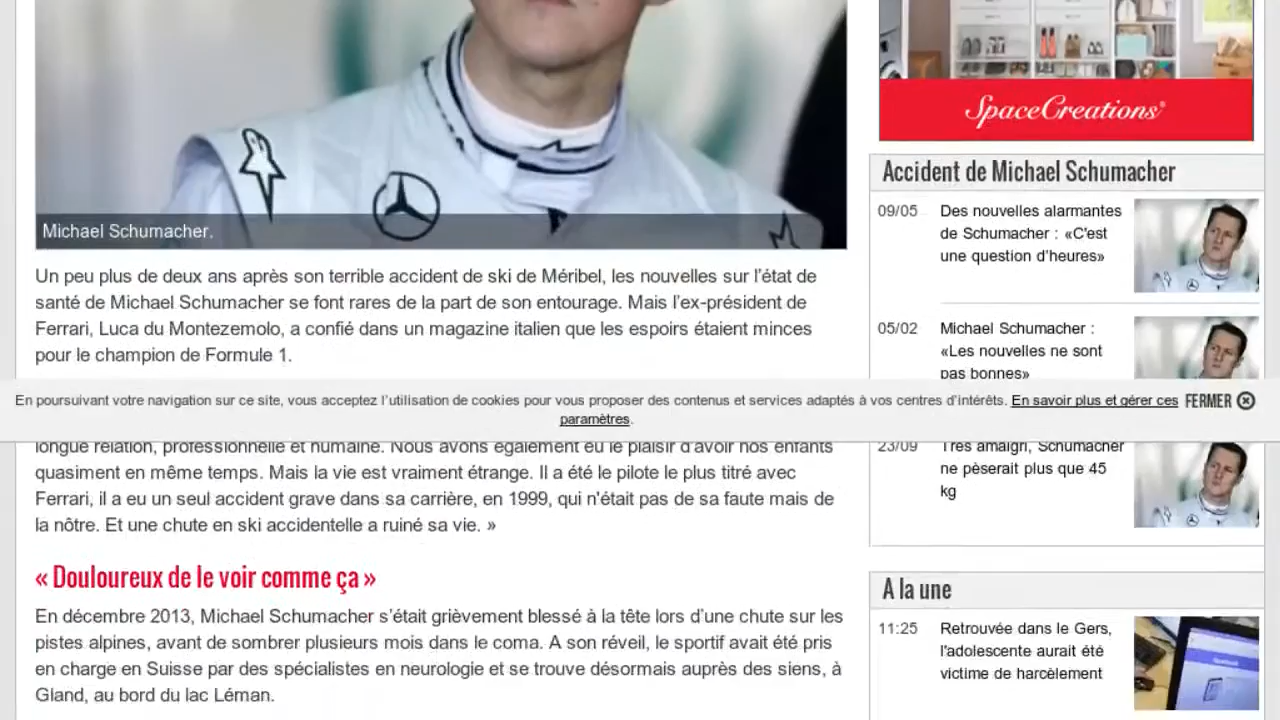 SpaceCreations®
Michael Schumacher.
Un peu plus de deux ans après son terrible accident de ski de Méribel, les nouvelles sur l'état de
santé de Michael Schumacher se font rares de la part de son entourage. Mais l'ex-président de
Ferrari, Luca du Montezemolo, a confié dans un magazine italien que les espoirs étaient minces
pour le champion de Formule 1.
En poursuivant votre navigation sur ce site, vous acceptez l'utilisation de cookies pour vous proposer des contenus et services adaptés à vos centres d'intérêts. En savoir plus et gérer ces
paramètres.
FERMER
longue relation, professionnelle et humaine. Nous avons également eu le plaisir d'avoir nos enfants
quasiment en même temps. Mais la vie est vraiment étrange. Il a été le pilote le plus titré avec
Ferrari, il a eu un seul accident grave dans sa carrière, en 1999, qui n'était pas de sa faute mais de
la nôtre. Et une chute en ski accidentelle a ruiné sa vie. »
« Douloureux de le voir comme ça »
En décembre 2013, Michael Schumacher s'était grièvement blessé à la tête lors d'une chute sur les
pistes alpines, avant de sombrer plusieurs mois dans le coma. A son réveil, le sportif avait été pris
en charge en Suisse par des spécialistes en neurologie et se trouve désormais auprès des siens, à
Gland, au bord du lac Léman.
Accident de Michael Schumacher
09/05
Des nouvelles alarmantes
de Schumacher : «C'est
une question d'heures»
05/02
Michael Schumacher :
«Les nouvelles ne sont
pas bonnes»
23/09
Très amaigri, Schumacher
ne pèserait plus que 45
kg
A la une
11:25
Retrouvée dans le Gers,
l'adolescente aurait été
victime de harcèlement